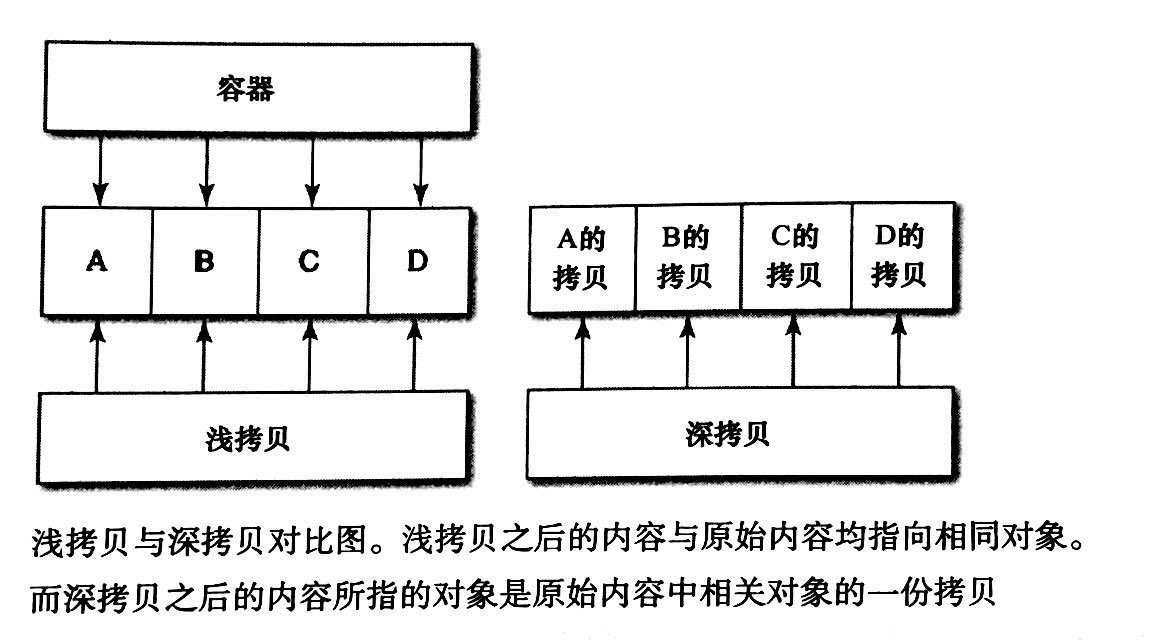 容器
A B C D
A的 B的 C的 D的
拷贝 拷贝 拷贝 拷贝
浅拷贝
深拷贝
浅拷贝与深拷贝对比图。浅拷贝之后的内容与原始内容均指向相同对象。
而深拷贝之后的内容所指的对象是原始内容中相关对象的一份拷贝